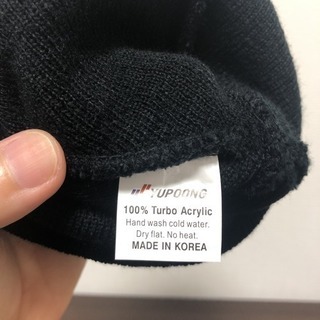 YUPOONG
100% Turbo Acrylic
Hand wash cold water.
Dry flat. No heat.
MADE IN KOREA